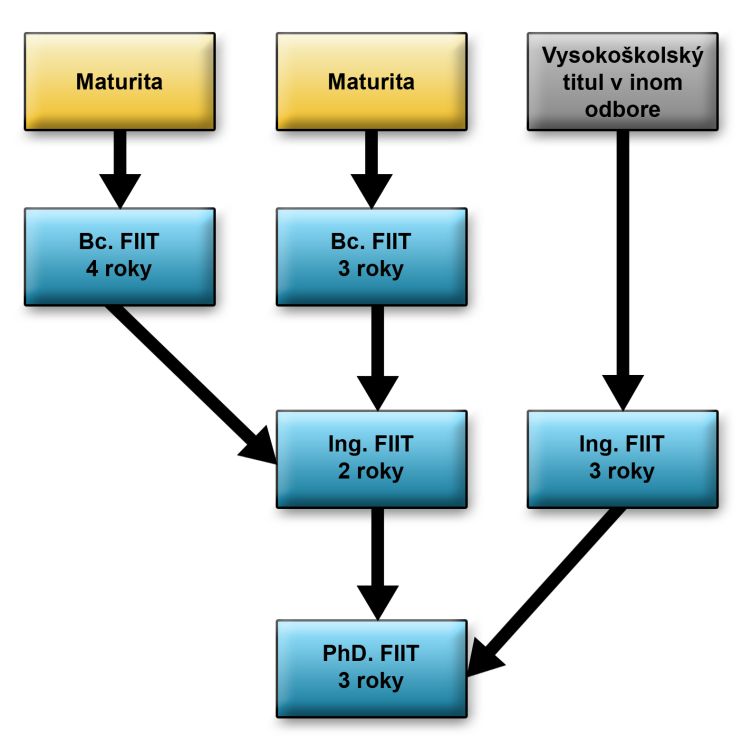 Maturita
Maturita
Vysokoškolský
titul v inom
odbore
Bc. FIIT
4 roky
Bc. FIIT
3 roky
Ing. FIIT
2 roky
Ing. FIIT
3 roky
PhD. FIIT
3 roky